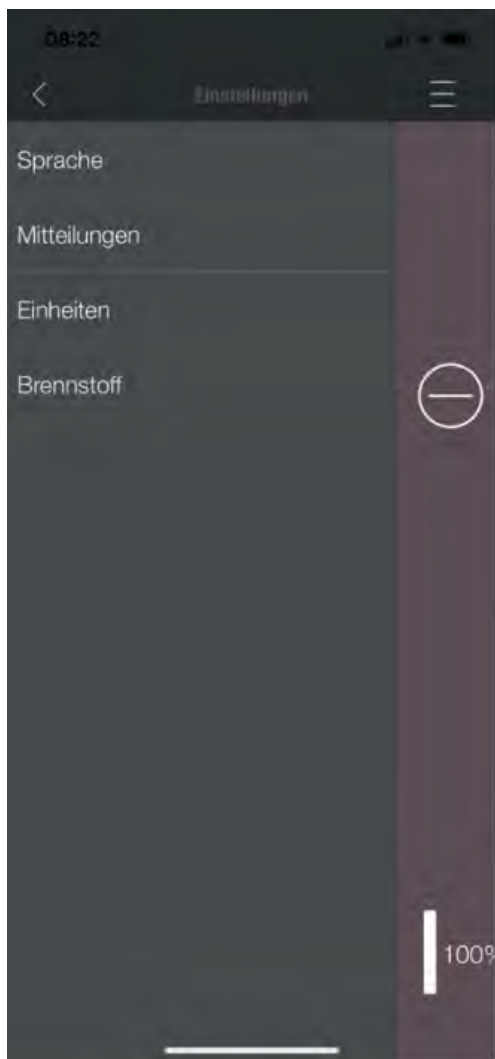 08:22
Einstellungen
Sprache
Mitteilungen
Einheiten
Brennstoff
100%